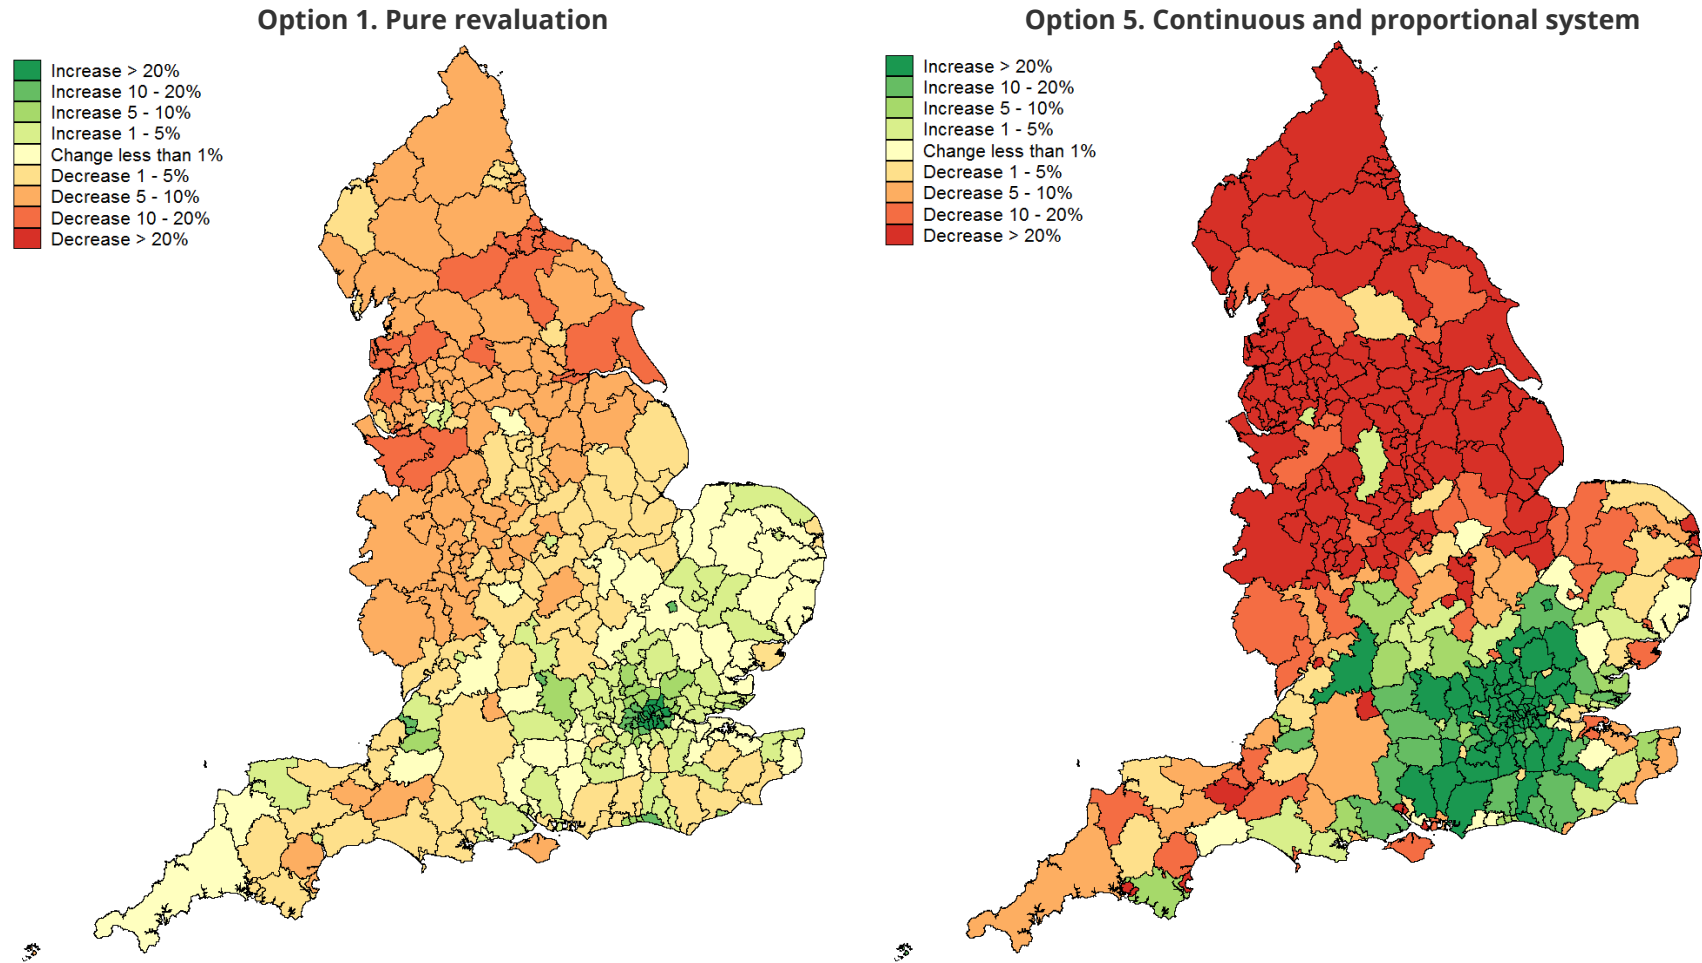 Option 1. Pure revaluation
Increase > 20%
Increase 10 - 20%
Increase 5 - 10%
Increase 1 - 5%
Change less than 1%
Decrease 1 - 5%
Decrease 5 - 10%
Decrease 10 - 20%
Decrease > 20%
Option 5. Continuous and proportional system
Increase > 20%
Increase 10 - 20%
Increase 5 - 10%
Increase 1 - 5%
Change less than 1%
Decrease 1 - 5%
Decrease 5 - 10%
Decrease 10 - 20%
Decrease > 20%